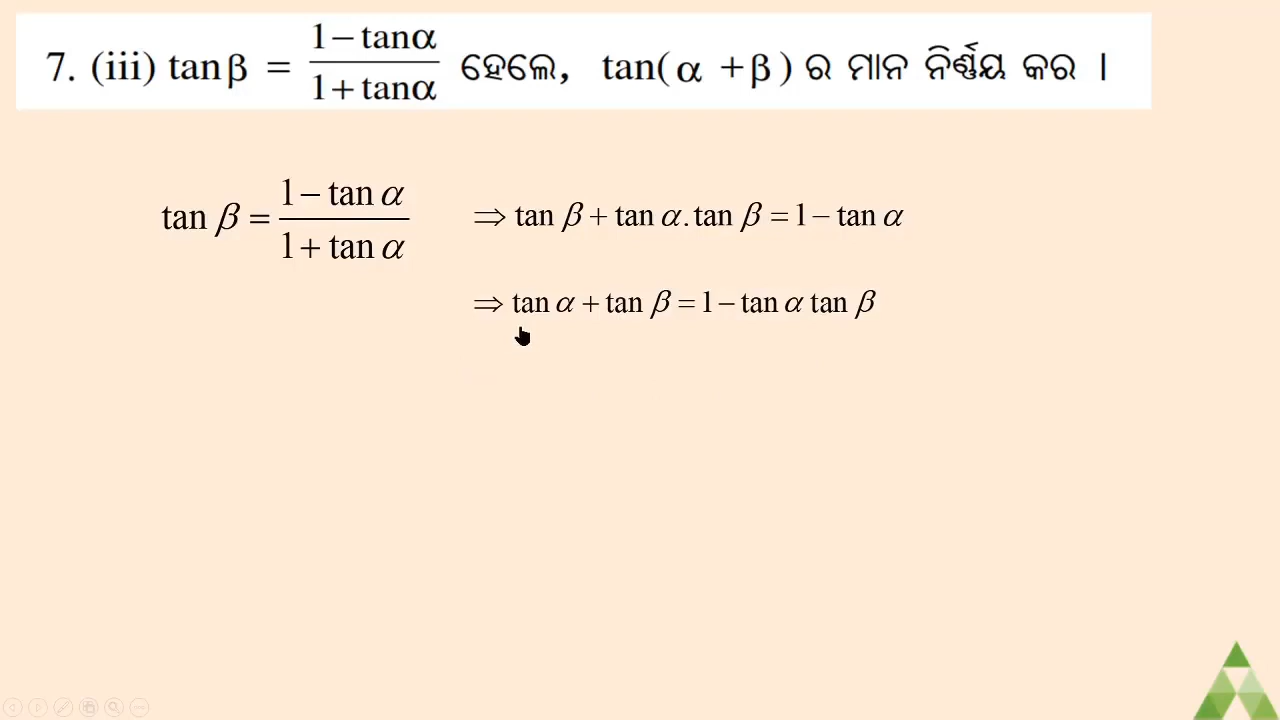 7. (iii) tanβ = (1−tanα)/(1+tanα) ହେଲେ, tan(α+β) ର ମାନ ନିର୍ଣ୍ଣୟ କର ।
tan β = (1 − tan α)/(1 + tan α) ⇒ tan β + tan α. tan β = 1 − tan α
⇒ tan α + tan β = 1 − tan α tan β